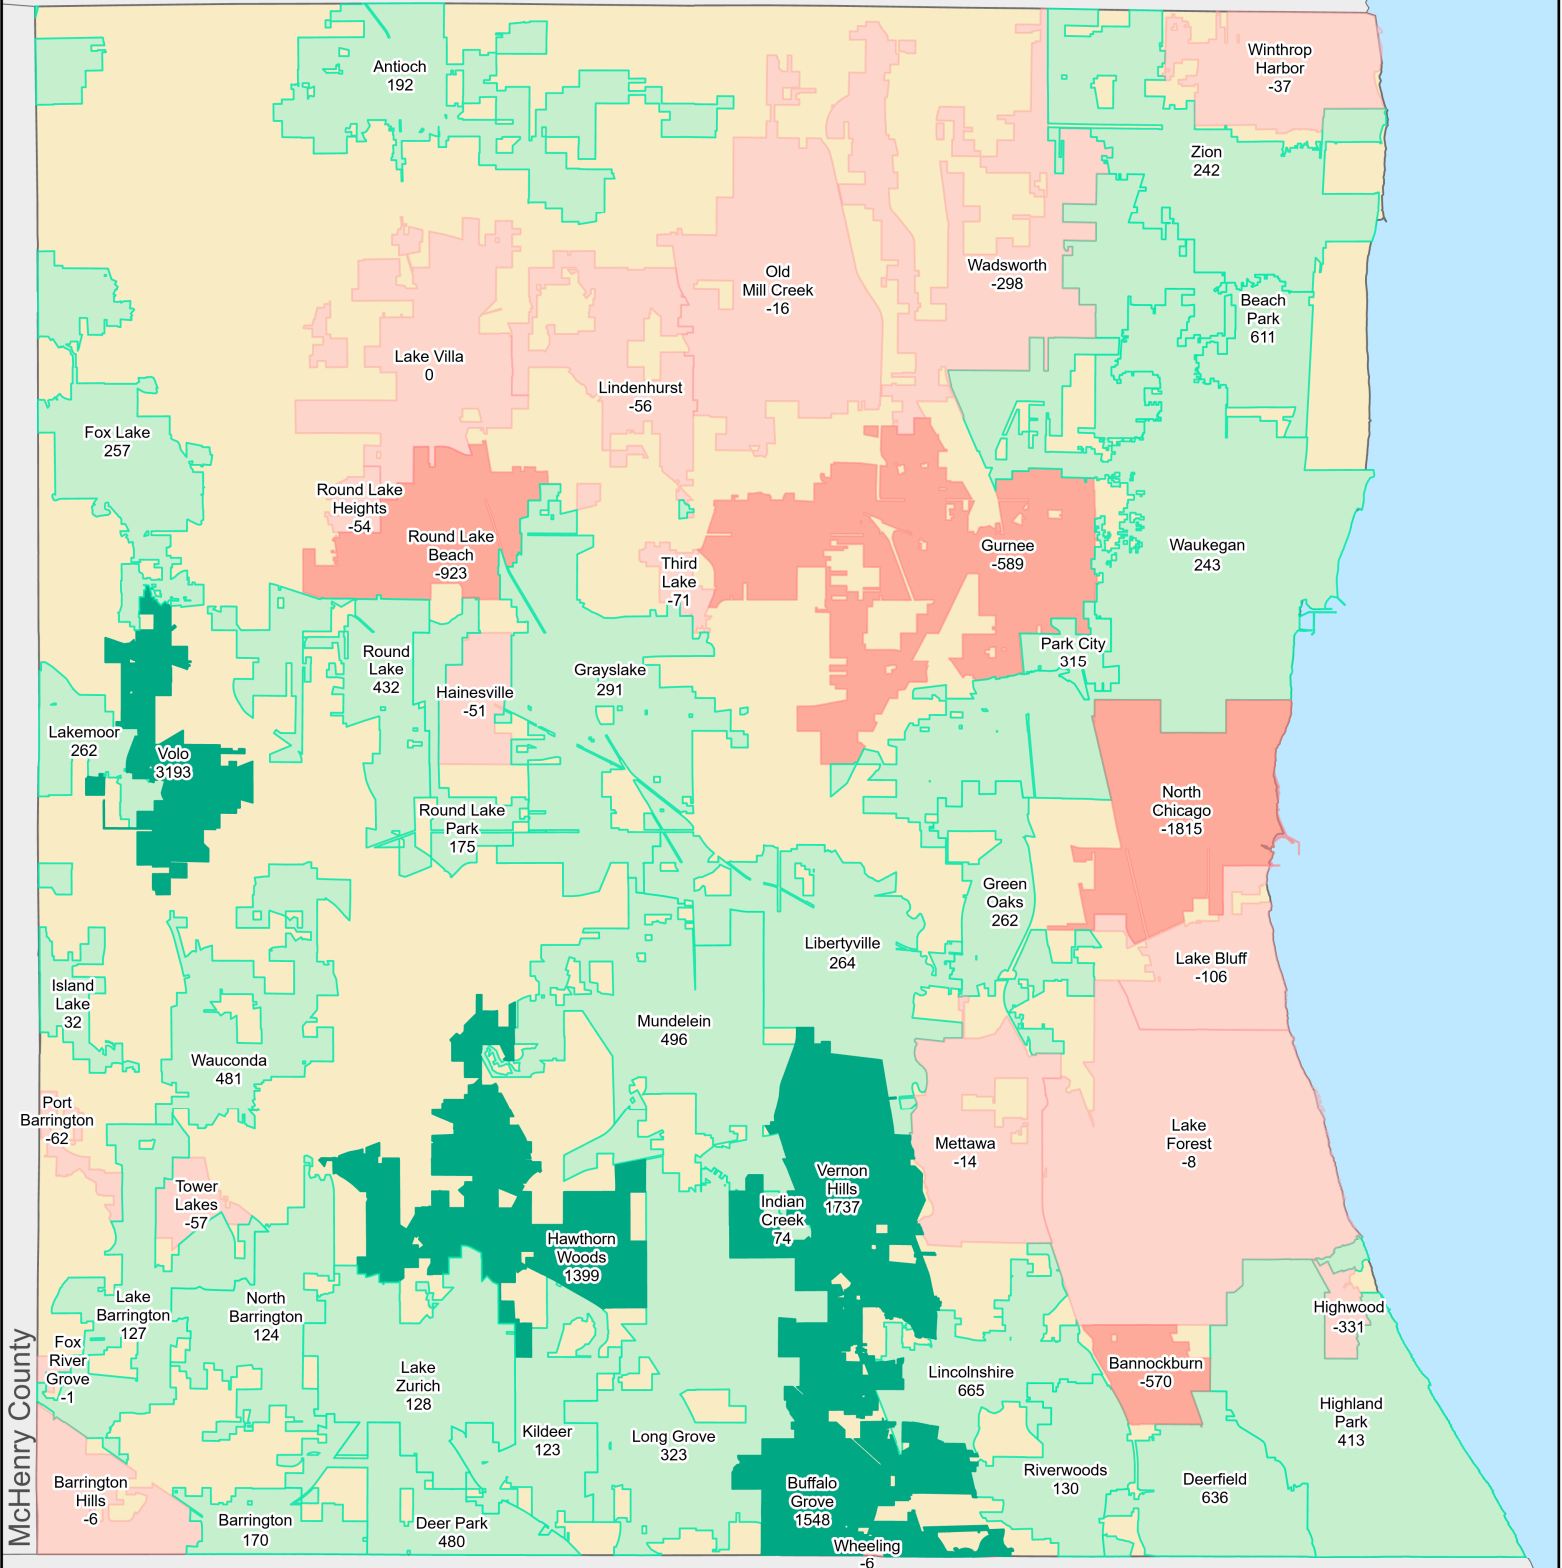 Antioch
192
Winthrop
Harbor
-37
Zion
242
Old
Mill Creek
-16
Wadsworth
-298
Beach
Park
611
Lake Villa
0
Lindenhurst
-56
Fox Lake
257
Round Lake
Heights
-54
Round Lake
Beach
-923
Third
Lake
-71
Gurnee
-589
Waukegan
243
Park City
315
Round
Lake
432
Hainesville
-51
Grayslake
291
Lakemoor
262
Volo
3193
Round Lake
Park
175
North
Chicago
-1815
Green
Oaks
262
Libertyville
264
Lake Bluff
-106
Island
Lake
32
Mundelein
496
Wauconda
481
Port
Barrington
-62
Mettawa
-14
Lake
Forest
-8
Tower
Lakes
-57
Vernon
Hills
1737
Indian
Creek
74
Hawthorn
Woods
1399
Lake
Barrington
127
North
Barrington
124
Highwood
-331
Fox
River
Grove
-1
Lake
Zurich
128
Lincolnshire
665
Bannockburn
-570
Highland
Park
413
Kildeer
123
Long Grove
323
Barrington
Hills
-6
Buffalo
Grove
1548
Riverwoods
130
Deerfield
636
Barrington
170
Deer Park
480
Wheeling
-6
McHenry County